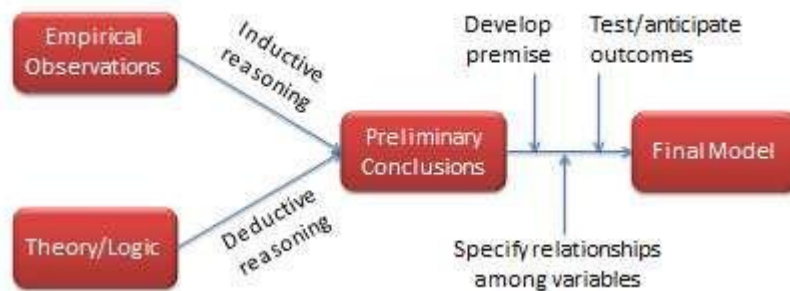 Empirical
Observations
Inductive
reasoning
Theory/Logic
Deductive
reasoning
Preliminary
Conclusions
Develop
premise
Test/anticipate
outcomes
Specify relationships
among variables
Final Model